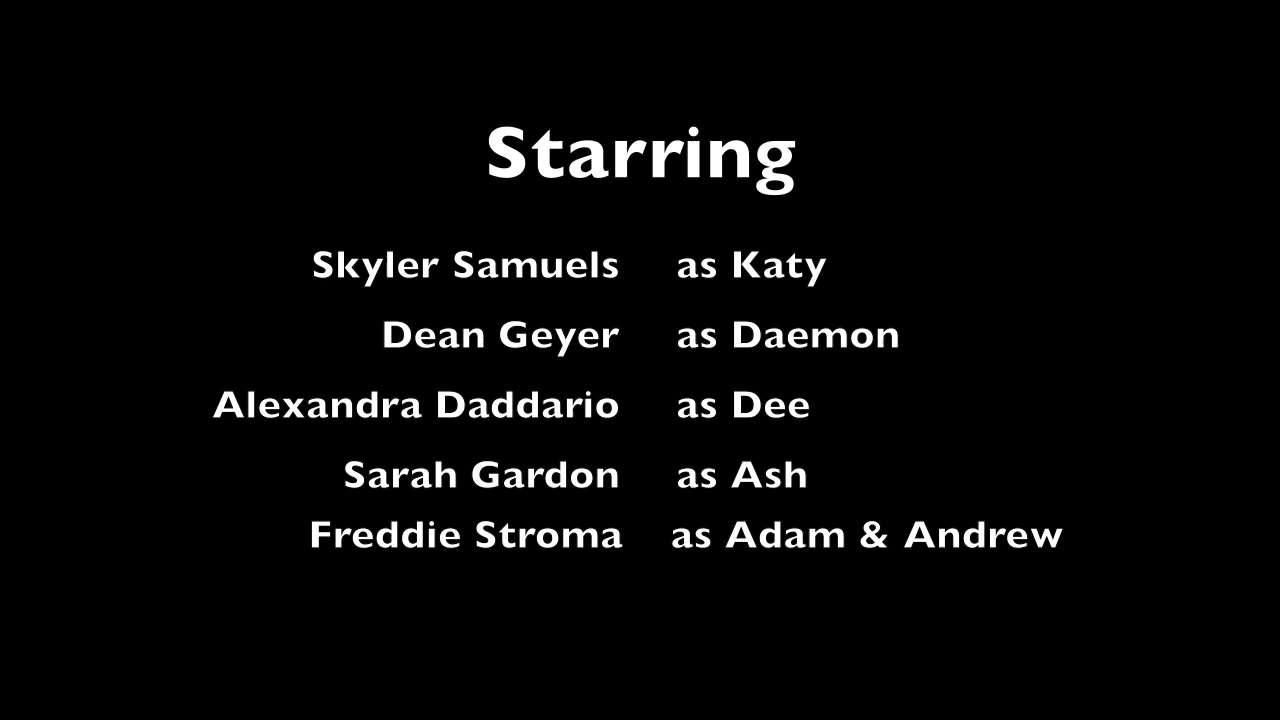 Starring
Skyler Samuels as Katy
Dean Geyer as Daemon
Alexandra Daddario as Dee
Sarah Gardon as Ash
Freddie Stroma as Adam & Andrew